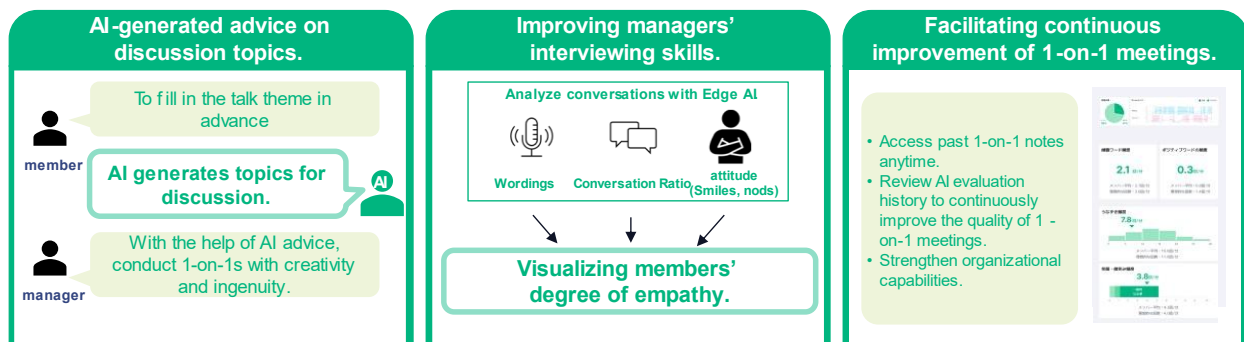 AI-generated advice on
discussion topics.
To fill in the talk theme in
advance
member
AI generates topics for
discussion.
AI
With the help of AI advice,
conduct 1-on-1s with creativity
and ingenuity.
manager
Improving managers'
interviewing skills.
Analyze conversations with Edge AI.
Wordings
Conversation Ratio
attitude
(Smiles, nods)
Visualizing members'
degree of empathy.
Facilitating continuous
improvement of 1-on-1 meetings.
• Access past 1-on-1 notes
anytime.
• Review AI evaluation
history to continuously
improve the quality of 1 -
on-1 meetings.
• Strengthen organizational
capabilities.
2.1
0.3
7.8
3.8